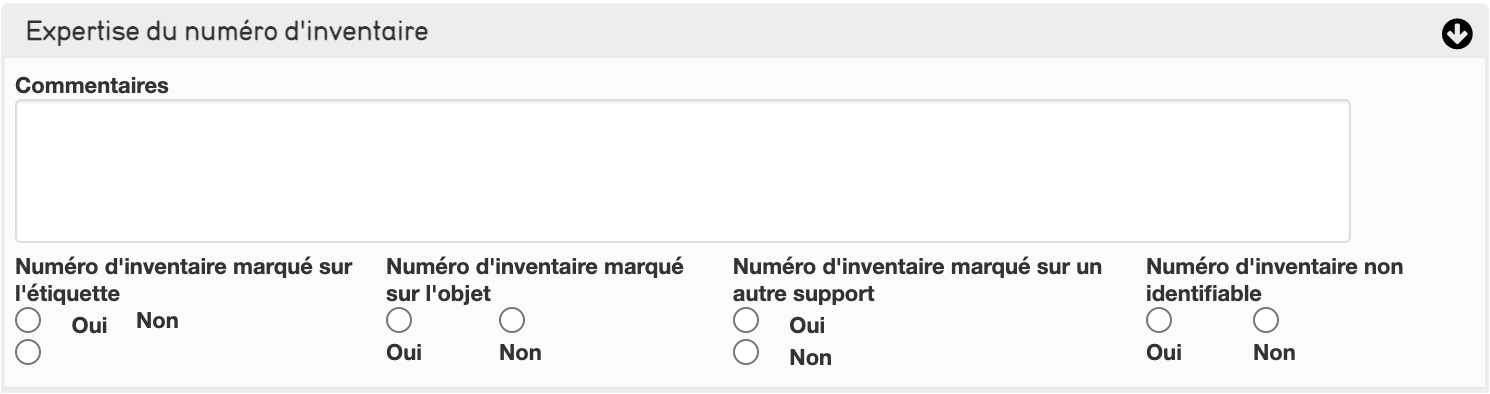 Expertise du numéro d'inventaire
Commentaires
Numéro d'inventaire marqué sur
l'étiquette
Oui Non
Numéro d'inventaire marqué
sur l'objet
Oui Non
Numéro d'inventaire marqué sur un
autre support
Oui
Non
Numéro d'inventaire non
identifiable
Oui Non